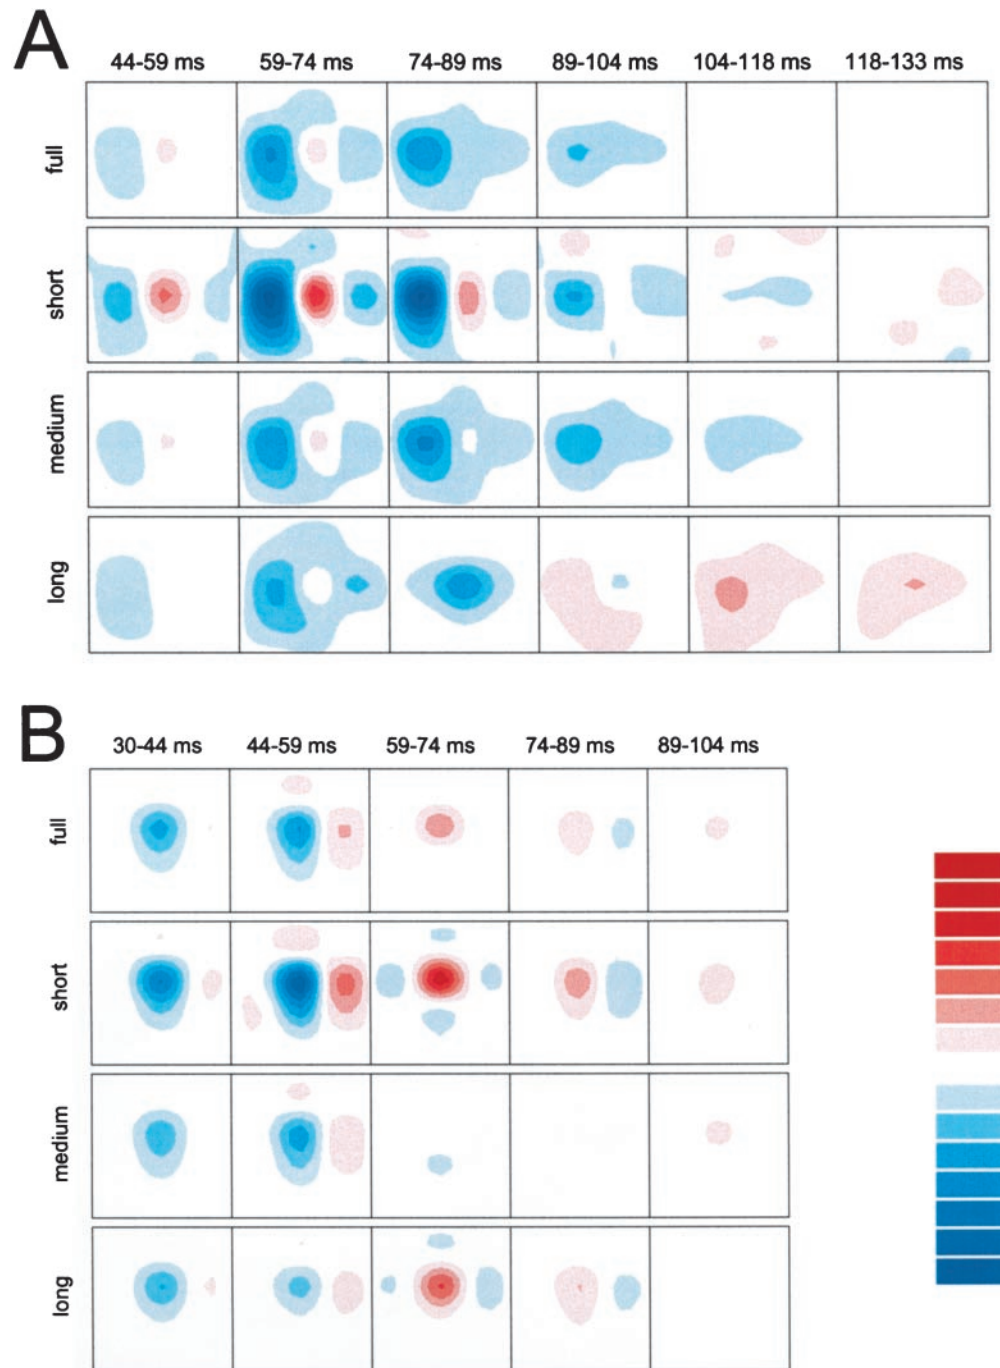 A
44-59 ms 59-74 ms 74-89 ms 89-104 ms 104-118 ms 118-133 ms
full
short
medium
long
B
30-44 ms 44-59 ms 59-74 ms 74-89 ms 89-104 ms
full
short
medium
long